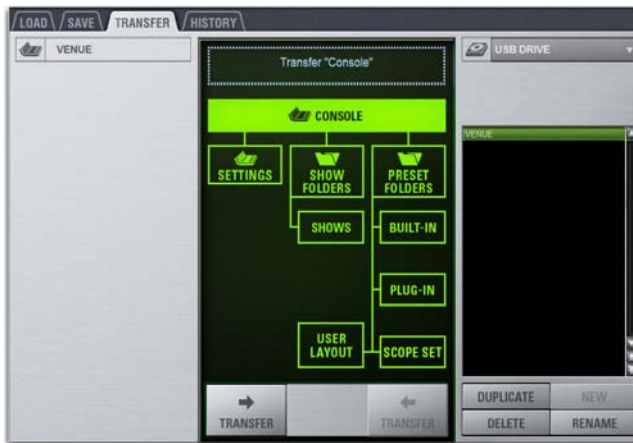 LOAD SAVE TRANSFER HISTORY
VENUE
Transfer "Console"
CONSOLE
SETTINGS
SHOW
FOLDERS
PRESET
FOLDERS
SHOWS
BUILT-IN
PLUG-IN
USER
LAYOUT
SCOPE SET
TRANSFER
TRANSFER
USB DRIVE
VENUE
DUPLICATE NEW
DELETE RENAME